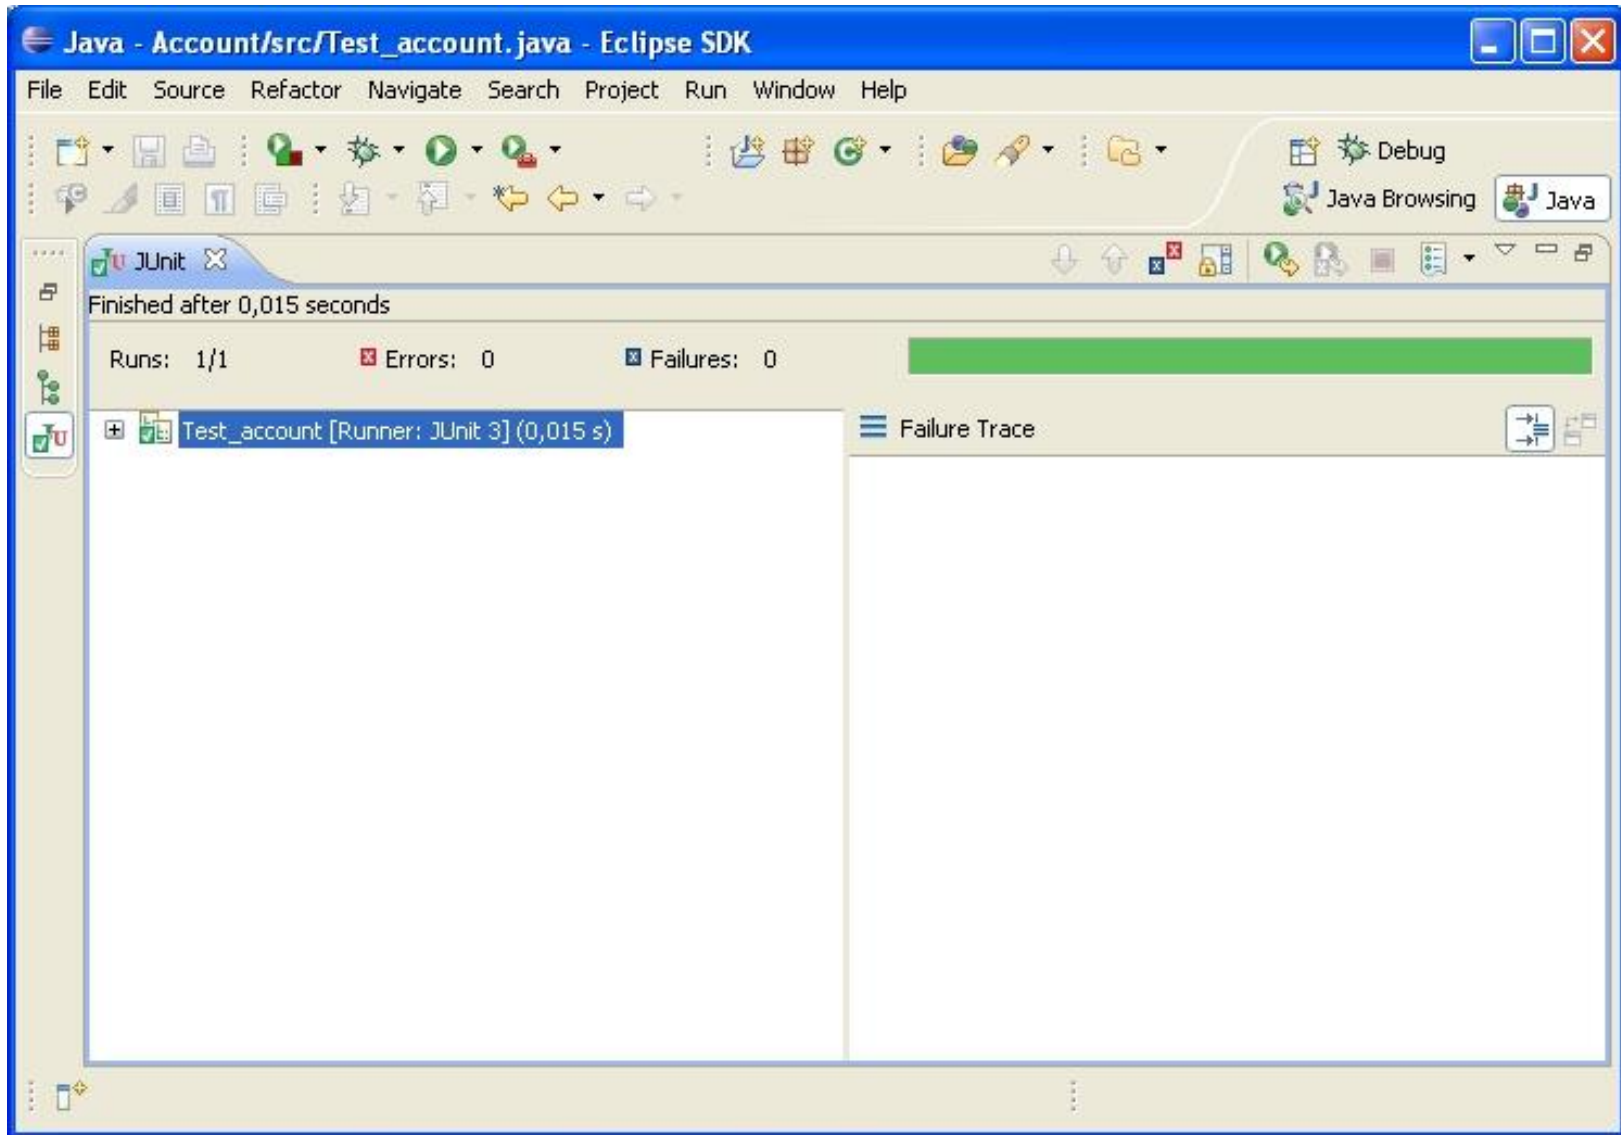 Java - Account/src/Test_account.java - Eclipse SDK
File Edit Source Refactor Navigate Search Project Run Window Help
Debug
Java Browsing Java
JUnit
Finished after 0,015 seconds
Runs: 1/1 Errors: 0 Failures: 0
Test_account [Runner: JUnit 3] (0,015 s)
Failure Trace